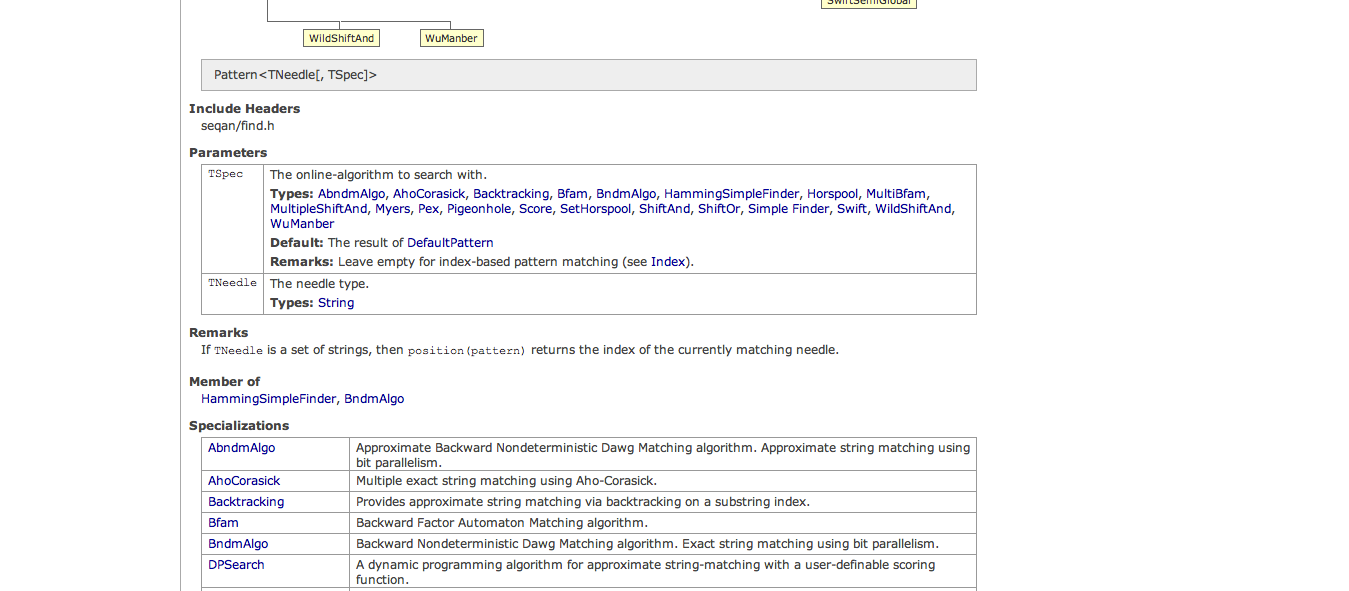 SwiftSemiGlobal
WildShiftAnd WuManber
Pattern<TNeedle[, TSpec]>
Include Headers
seqan/find.h
Parameters
TSpec The online-algorithm to search with.
Types: AbndmAlgo, AhoCorasick, Backtracking, Bfam, BndmAlgo, HammingSimpleFinder, Horspool, MultiBfam,
MultipleShiftAnd, Myers, Pex, Pigeonhole, Score, SetHorspool, ShiftAnd, ShiftOr, Simple Finder, Swift, WildShiftAnd,
WuManber
Default: The result of DefaultPattern
Remarks: Leave empty for index-based pattern matching (see Index).
TNeedle The needle type.
Types: String
Remarks
If TNeedle is a set of strings, then position(pattern) returns the index of the currently matching needle.
Member of
HammingSimpleFinder, BndmAlgo
Specializations
AbndmAlgo Approximate Backward Nondeterministic Dawg Matching algorithm. Approximate string matching using
bit parallelism.
AhoCorasick Multiple exact string matching using Aho-Corasick.
Backtracking Provides approximate string matching via backtracking on a substring index.
Bfam Backward Factor Automaton Matching algorithm.
BndmAlgo Backward Nondeterministic Dawg Matching algorithm. Exact string matching using bit parallelism.
DPSearch A dynamic programming algorithm for approximate string-matching with a user-definable scoring
function.